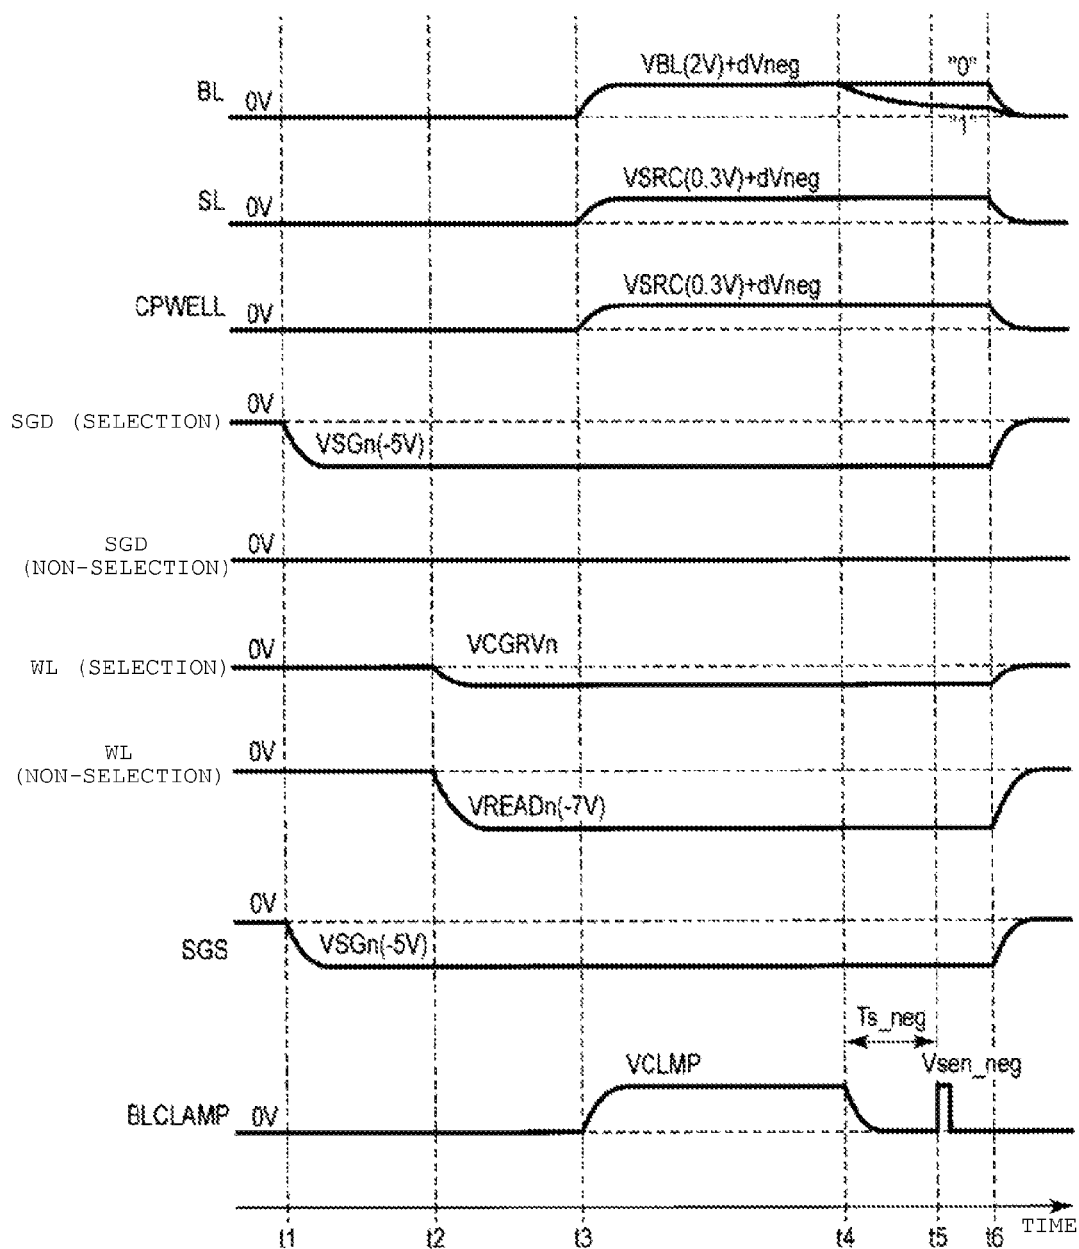 VBL(2V)+dVneg "0"
BL 0V
"1"
VSRC(0.3V)+dVneg
SL 0V
VSRC(0.3V)+dVneg
CPWELL 0V
0V
SGD (SELECTION)
VSGn(-5V)
SGD 0V
(NON-SELECTION)
0V VCGRVn
WL (SELECTION)
WL 0V
(NON-SELECTION)
VREADn(-7V)
0V
SGS VSGn(-5V)
Ts_neg
VCLMP Vsen_neg
BLCLAMP 0V
t1 t2 t3 t4 t5 t6 TIME